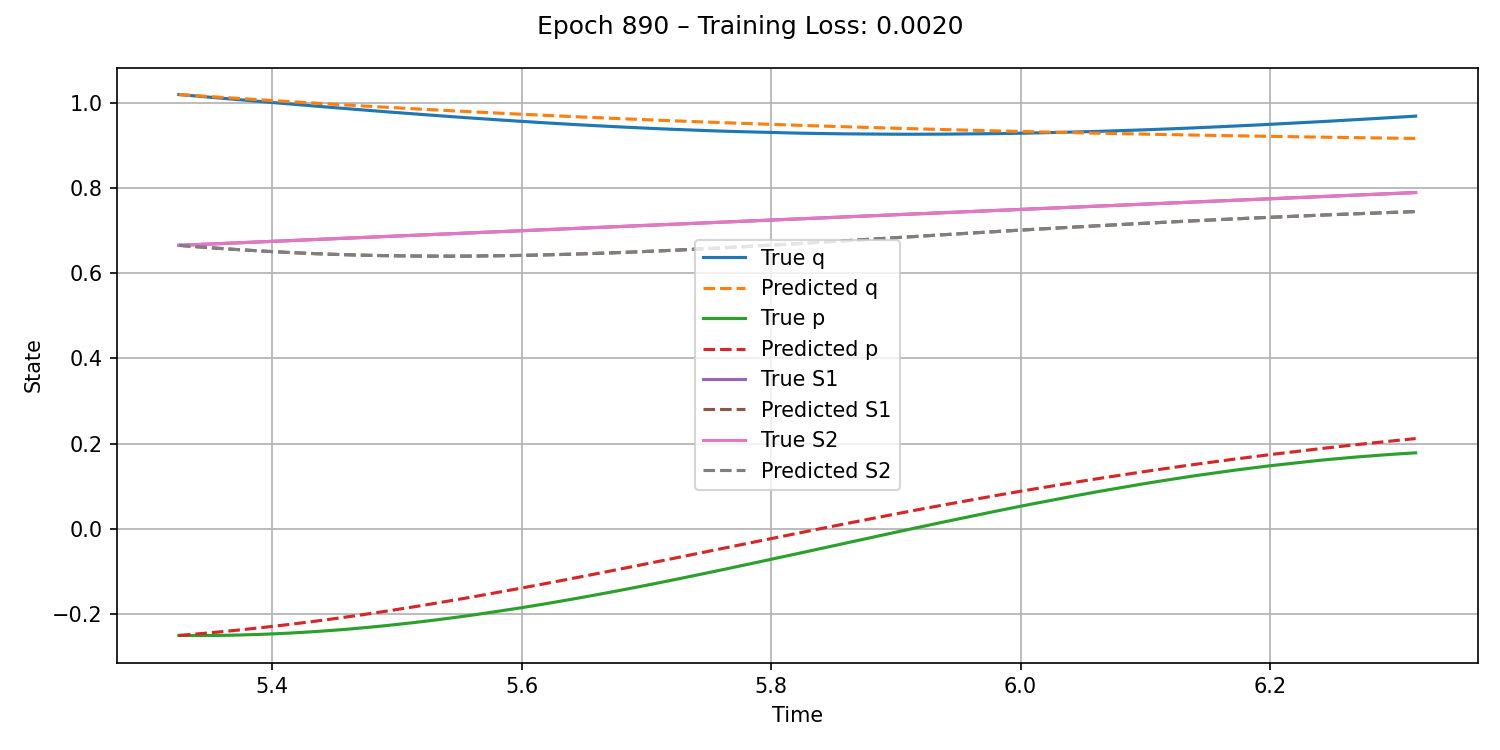 Epoch 890 – Training Loss: 0.0020
State
1.0
0.8
0.6
0.4
0.2
0.0
−0.2
True q
Predicted q
True p
Predicted p
True S1
Predicted S1
True S2
Predicted S2
5.4 5.6 5.8 6.0 6.2
Time